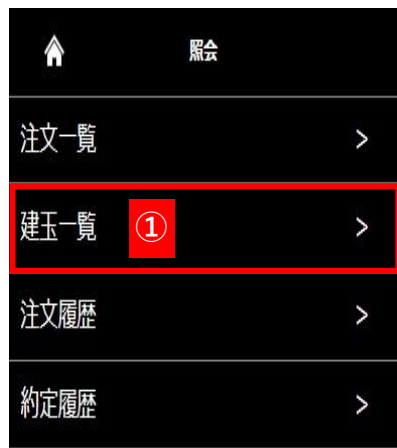 照会
注文一覧
建玉一覧 ①
注文履歴
約定履歴